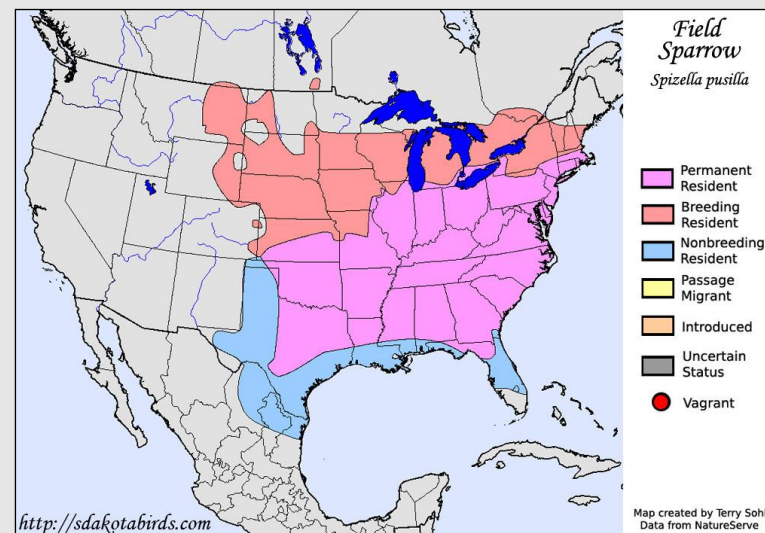 Field
Sparrow
Spizella pusilla
Permanent
Resident
Breeding
Resident
Nonbreeding
Resident
Passage
Migrant
Introduced
Uncertain
Status
Vagrant
Map created by Terry Sohl
Data from NatureServe
http://sdakotabirds.com